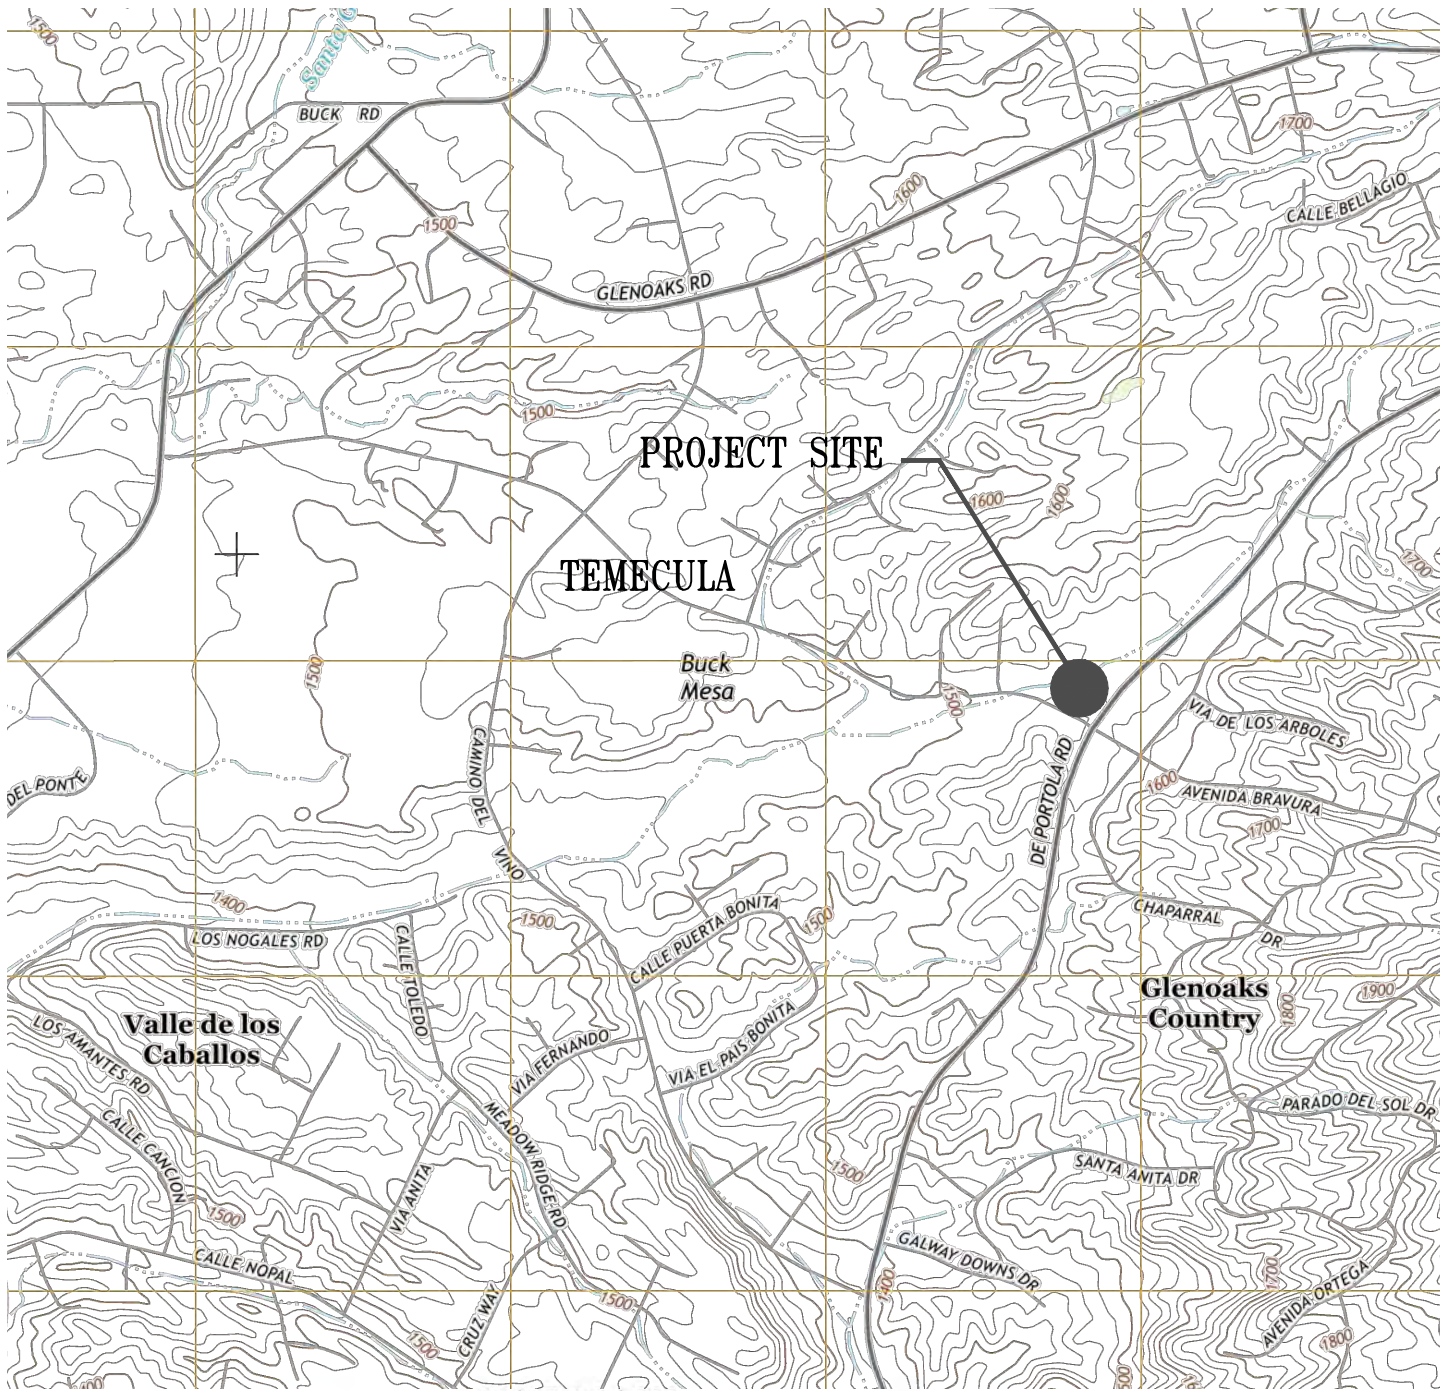 1500
Santa G
BUCK RD
1700
1600
CALLE BELLAGIO
1500
GLENOAKS RD
1500
PROJECT SITE
1600
1600
1700
TEMECULA
Buck
Mesa
1500
1500
VIA DE LOS ARBOLES
CAMINO DEL
VINO
DEL PONTE
DE PORTOLA RD
1600
AVENIDA BRAVURA
1700
1400
1500
CALLE PUERTA BONITA
1500
CHAPARRAL
DR
LOS NOGALES RD
CALLE TOLEDO
Glenoaks
Country
1900
1800
Valle de los
Caballos
LOS AMANTES RD
VIA FERNANDO
VIA EL PAIS BONITA
PARADO DEL SOL DR
CALLE CANCION
MEADOW RIDGE RD
VIA ANITA
1500
SANTA ANITA DR
1500
CALLE NOPAL
GALWAY DOWNS DR
1700
1400
AVENIDA ORTEGA
1500
CRUZ WAY
1500
1800